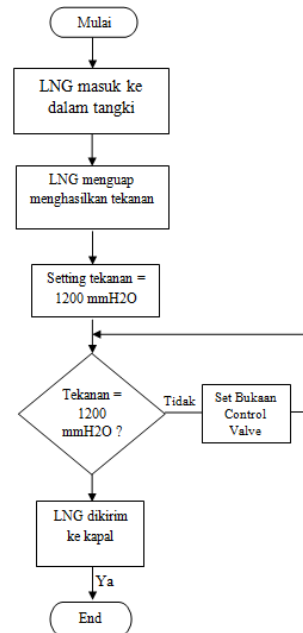 Mulai
LNG masuk ke
dalam tangki
LNG menguap
menghasilkan tekanan
Setting tekanan =
1200 mmH2O
Tekanan =
1200
mmH2O ?
Tidak
Set Bukaan
Control
Valve
LNG dikirim
ke kapal
Ya
End